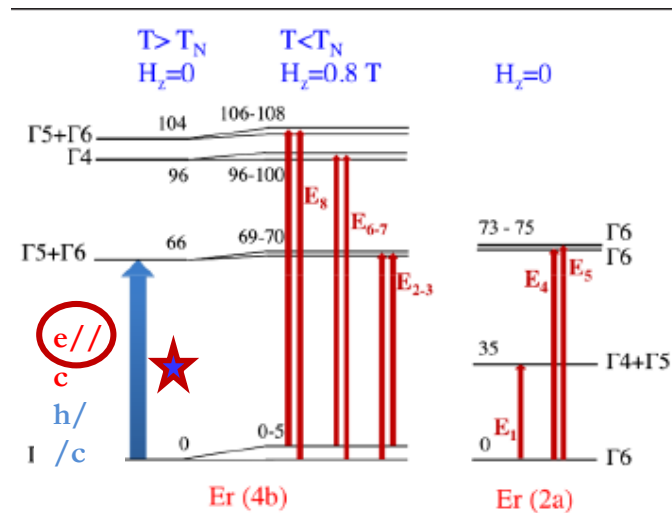 T> T_N
H_z=0
T<T_N
H_z=0.8 T
H_z=0
Γ5+Γ6
104
106-108
Γ4
96
96-100
Γ5+Γ6
66
69-70
E_8
E_6-7
E_2-3
73 - 75
Γ6
Γ6
E_4
E_5
35
Γ4+Γ5
E_1
e//
c
h/
/c
I
0
0-5
0
Γ6
Er (4b)
Er (2a)